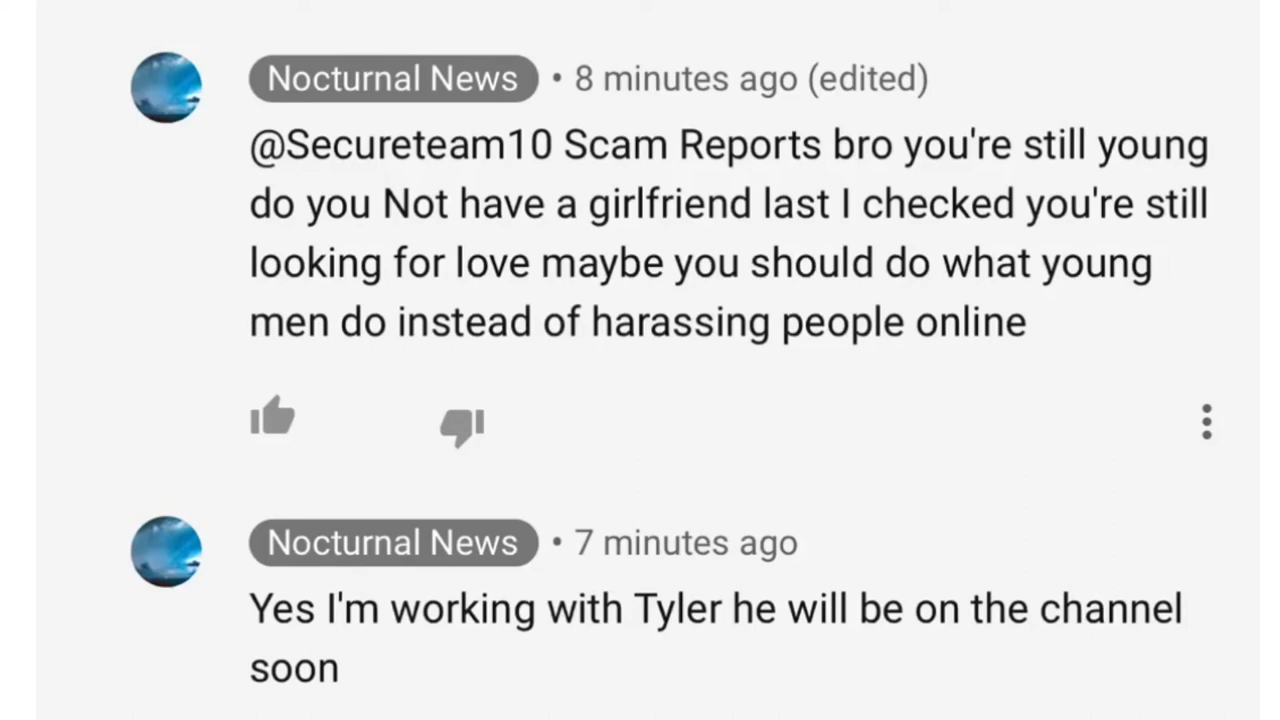 Nocturnal News • 8 minutes ago (edited)
@Secureteam10 Scam Reports bro you're still young
do you Not have a girlfriend last I checked you're still
looking for love maybe you should do what young
men do instead of harassing people online
Nocturnal News • 7 minutes ago
Yes I'm working with Tyler he will be on the channel
soon